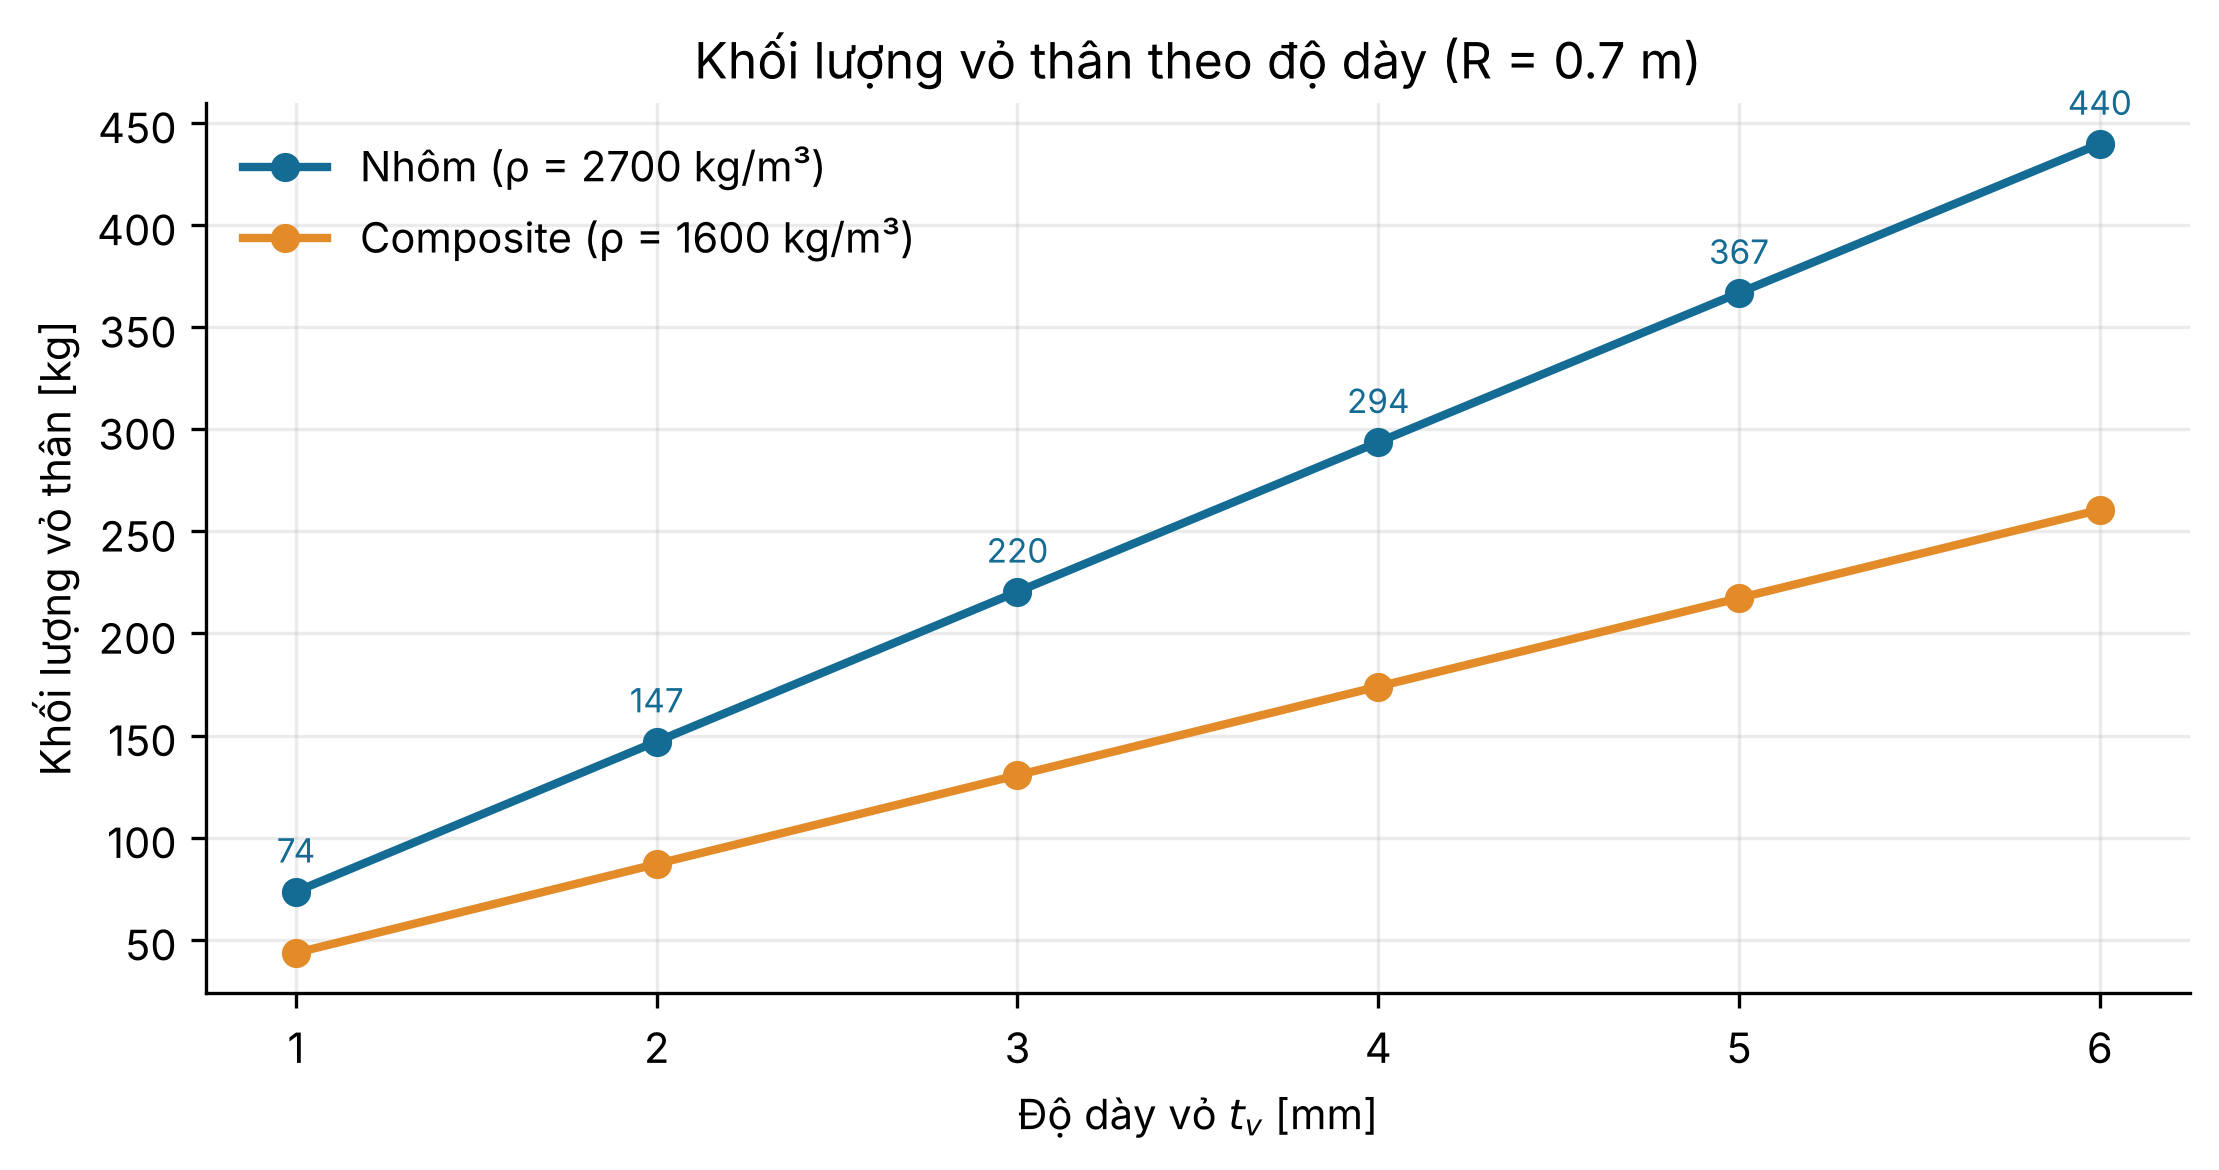 Khối lượng vỏ thân theo độ dày (R = 0.7 m)
Nhôm (ρ = 2700 kg/m³)
Composite (ρ = 1600 kg/m³)
Khối lượng vỏ thân [kg]
450
400
350
300
250
200
150
100
50
74
147
220
294
367
440
1 2 3 4 5 6
Độ dày vỏ tᵥ [mm]